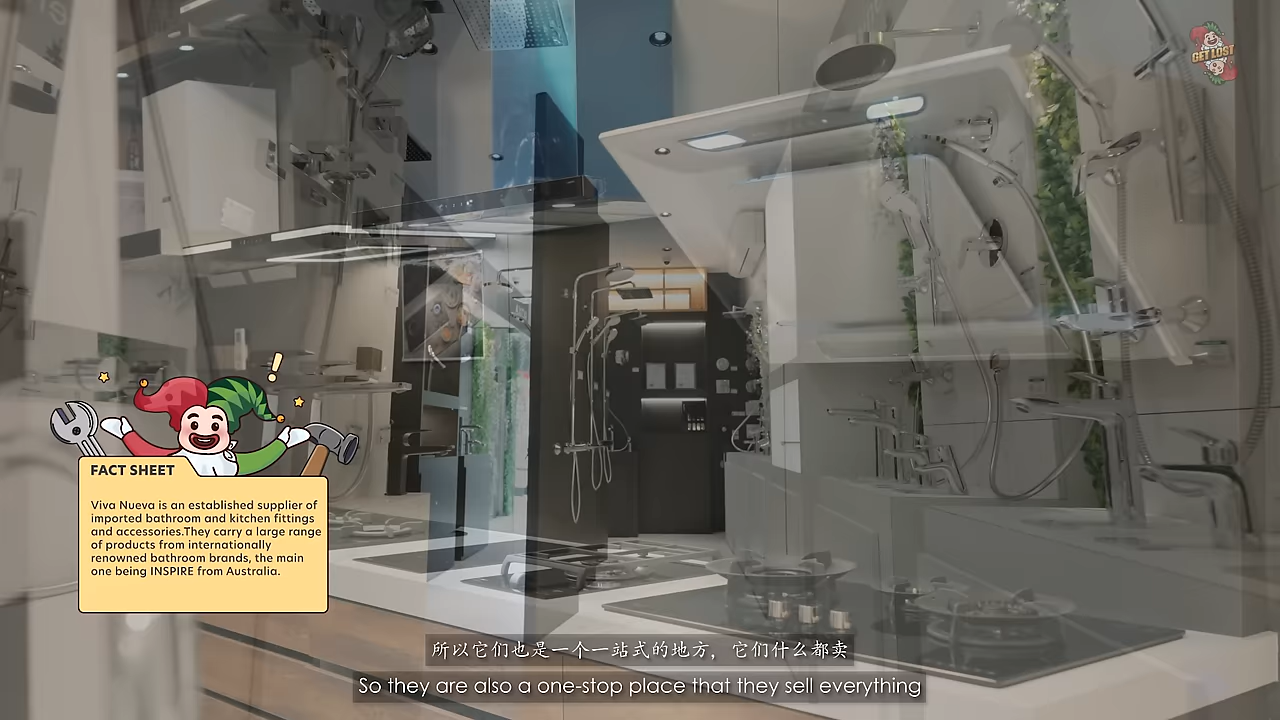 GET LOST
FACT SHEET
Viva Nueva is an established supplier of
imported bathroom and kitchen fittings
and accessories.They carry a large range
of products from internationally
renowned bathroom brands, the main
one being INSPIRE from Australia.
所以它们也是一个一站式的地方，它们什么都卖
So they are also a one-stop place that they sell everything